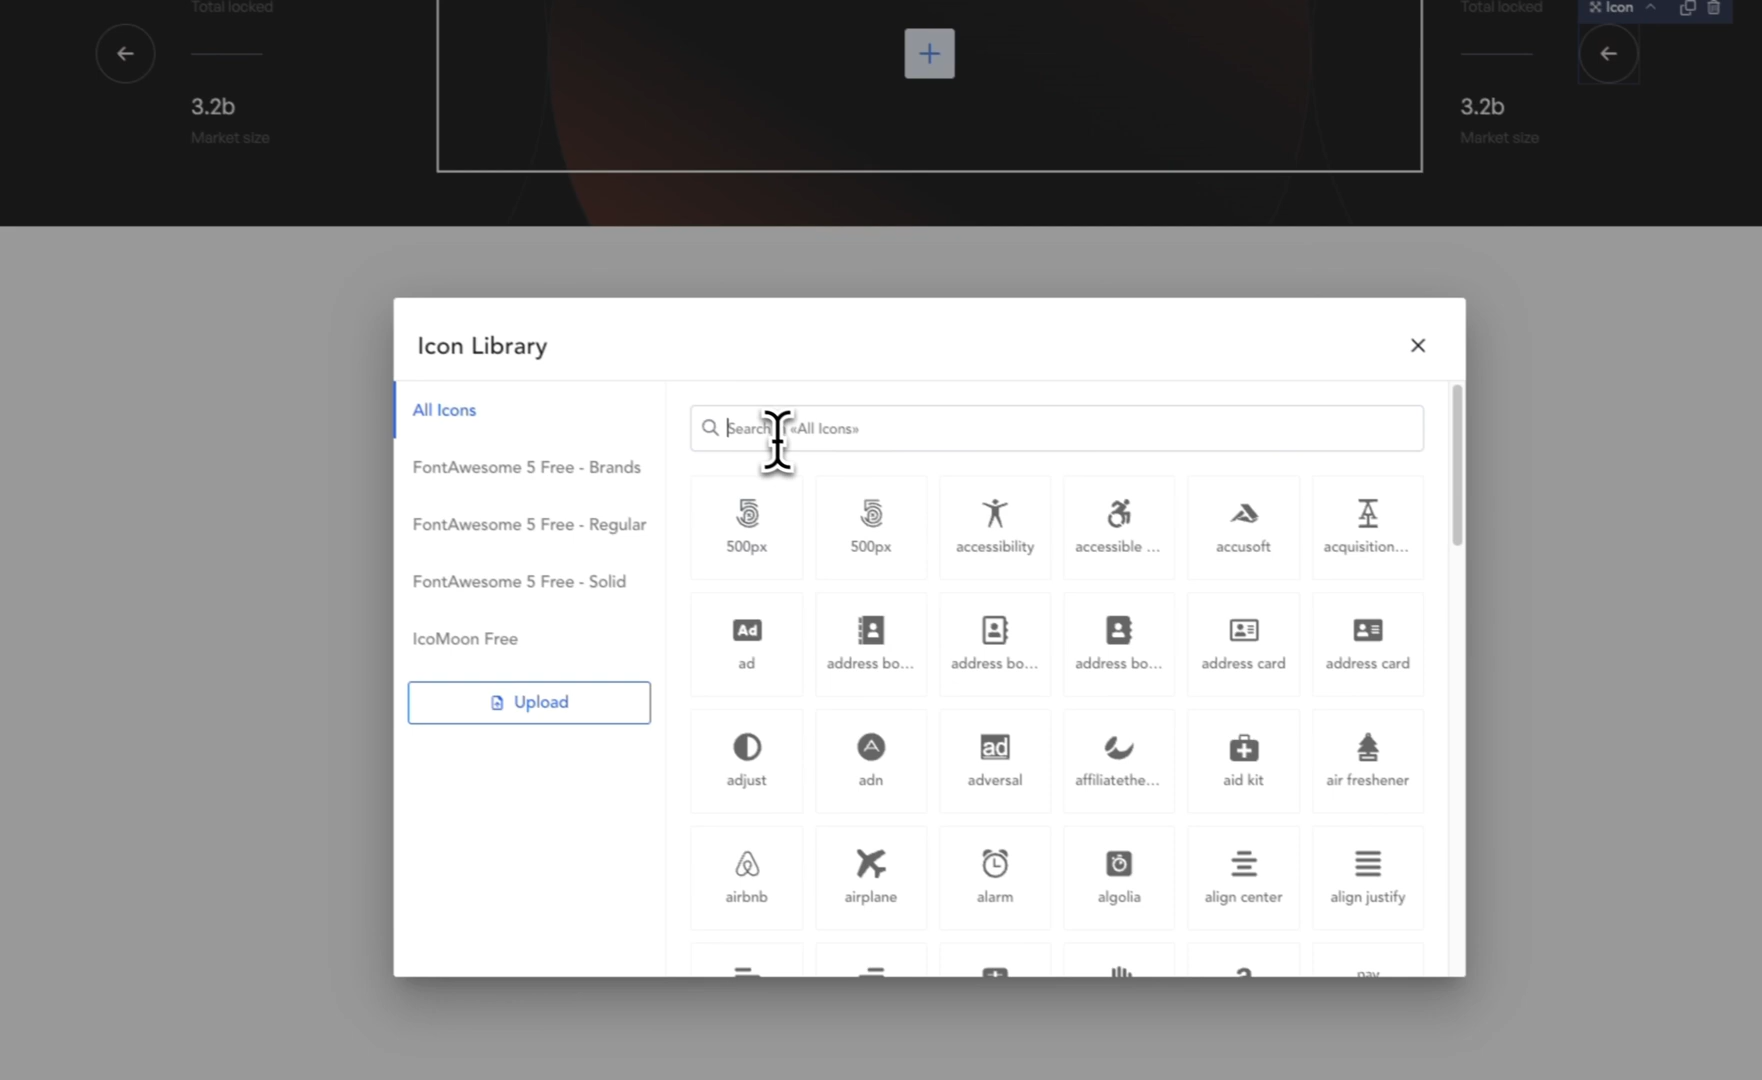 Total locked
3.2b
Market size
Total locked
Icon
3.2b
Market size
Icon Library
All Icons
FontAwesome 5 Free - Brands
FontAwesome 5 Free - Regular
FontAwesome 5 Free - Solid
IcoMoon Free
Upload
Search «All Icons»
500px
500px
accessibility
accessible ...
accusoft
acquisition...
Ad
ad
address bo...
address bo...
address bo...
address card
address card
adjust
adn
ad
adversal
affiliatethe...
aid kit
air freshener
airbnb
airplane
alarm
algolia
align center
align justify